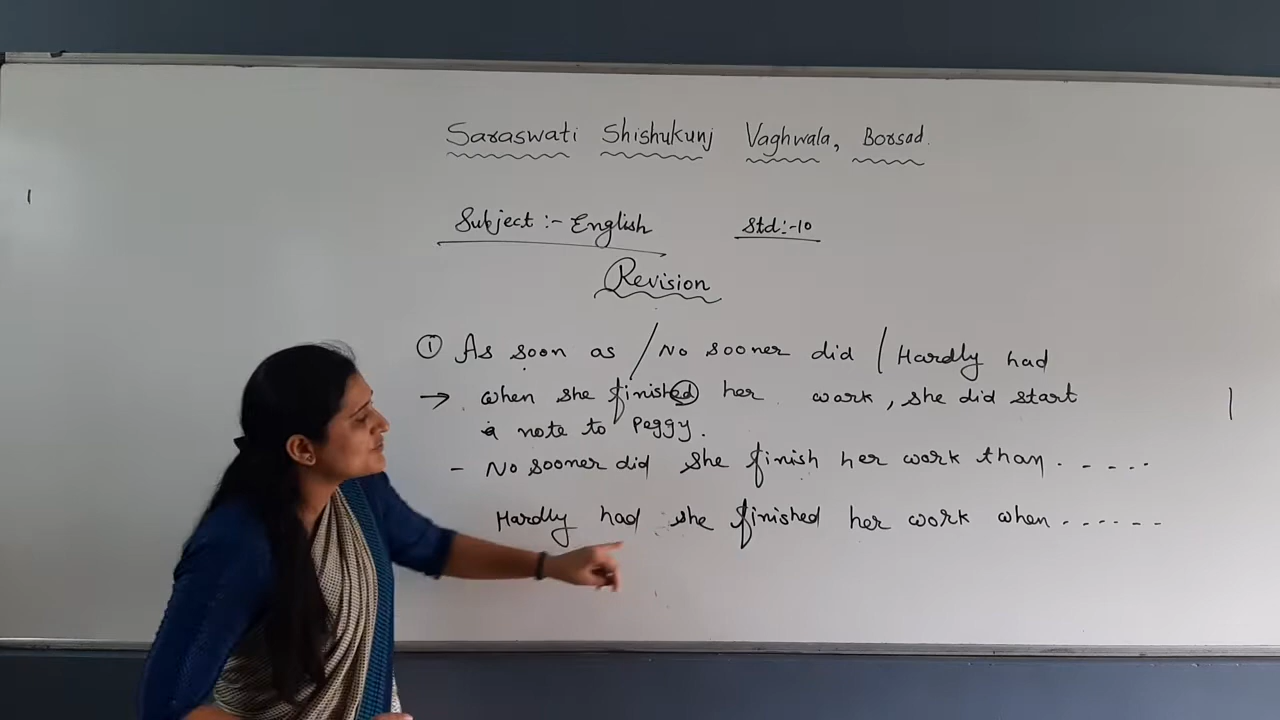 Saraswati Shishukunj Vaghwala, Borsad.
Subject :- English Std :- 10
Revision
① As soon as / No sooner did / Hardly had
→ when she finished her work, she did start
a note to Peggy.
- No sooner did she finish her work than. . . . . .
Hardly had she finished her work when . . . . . . .